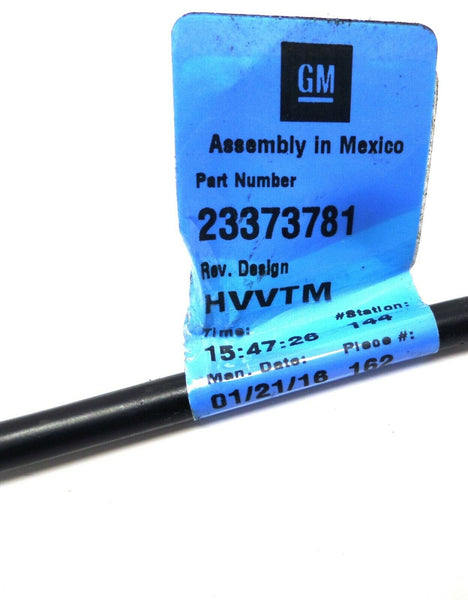 GM
Assembly in Mexico
Part Number
23373781
Rev. Design
HVVTM
Time: #Station:
15:47:26 144
Man. Date: Piece #:
01/21/16 162